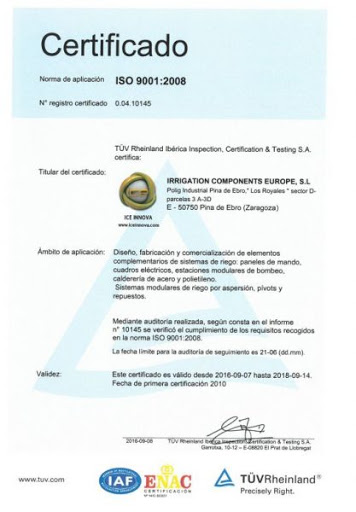 Certificado
Norma de aplicación ISO 9001:2008
N° registro certificado 0.04.10145
TÜV Rheinland Ibérica Inspection, Certification & Testing S.A.
certifica:
Titular del certificado: IRRIGATION COMPONENTS EUROPE, S.L
Polig Industrial Pina de Ebro," Los Royales " sector D-
parcelas 3 A-3D
E - 50750 Pina de Ebro (Zaragoza)
ICE INNOVA
www.iceinnova.com
Ámbito de aplicación: Diseño, fabricación y comercialización de elementos
complementarios de sistemas de riego: paneles de mando,
cuadros eléctricos, estaciones modulares de bombeo,
calderería de acero y polietileno.
Sistemas modulares de riego por aspersión, pivots y
repuestos.
Mediante auditoría realizada, según consta en el informe
n° 10145 se verificó el cumplimiento de los requisitos recogidos
en la norma ISO 9001:2008.
La fecha límite para la auditoría de seguimiento es 21-06 (dd.mm).
Validez: Este certificado es válido desde 2016-09-07 hasta 2018-09-14.
Fecha de primera certificación 2010
2016-09-06 TÜV Rheinland Ibérica Inspection, Certification & Testing S.A.
Garrotxa, 10-12 – E-08820 El Prat de Llobregat
www.tuv.com
IAF
ENAC
CERTIFICACIÓN
TÜVRheinland®
Precisely Right.